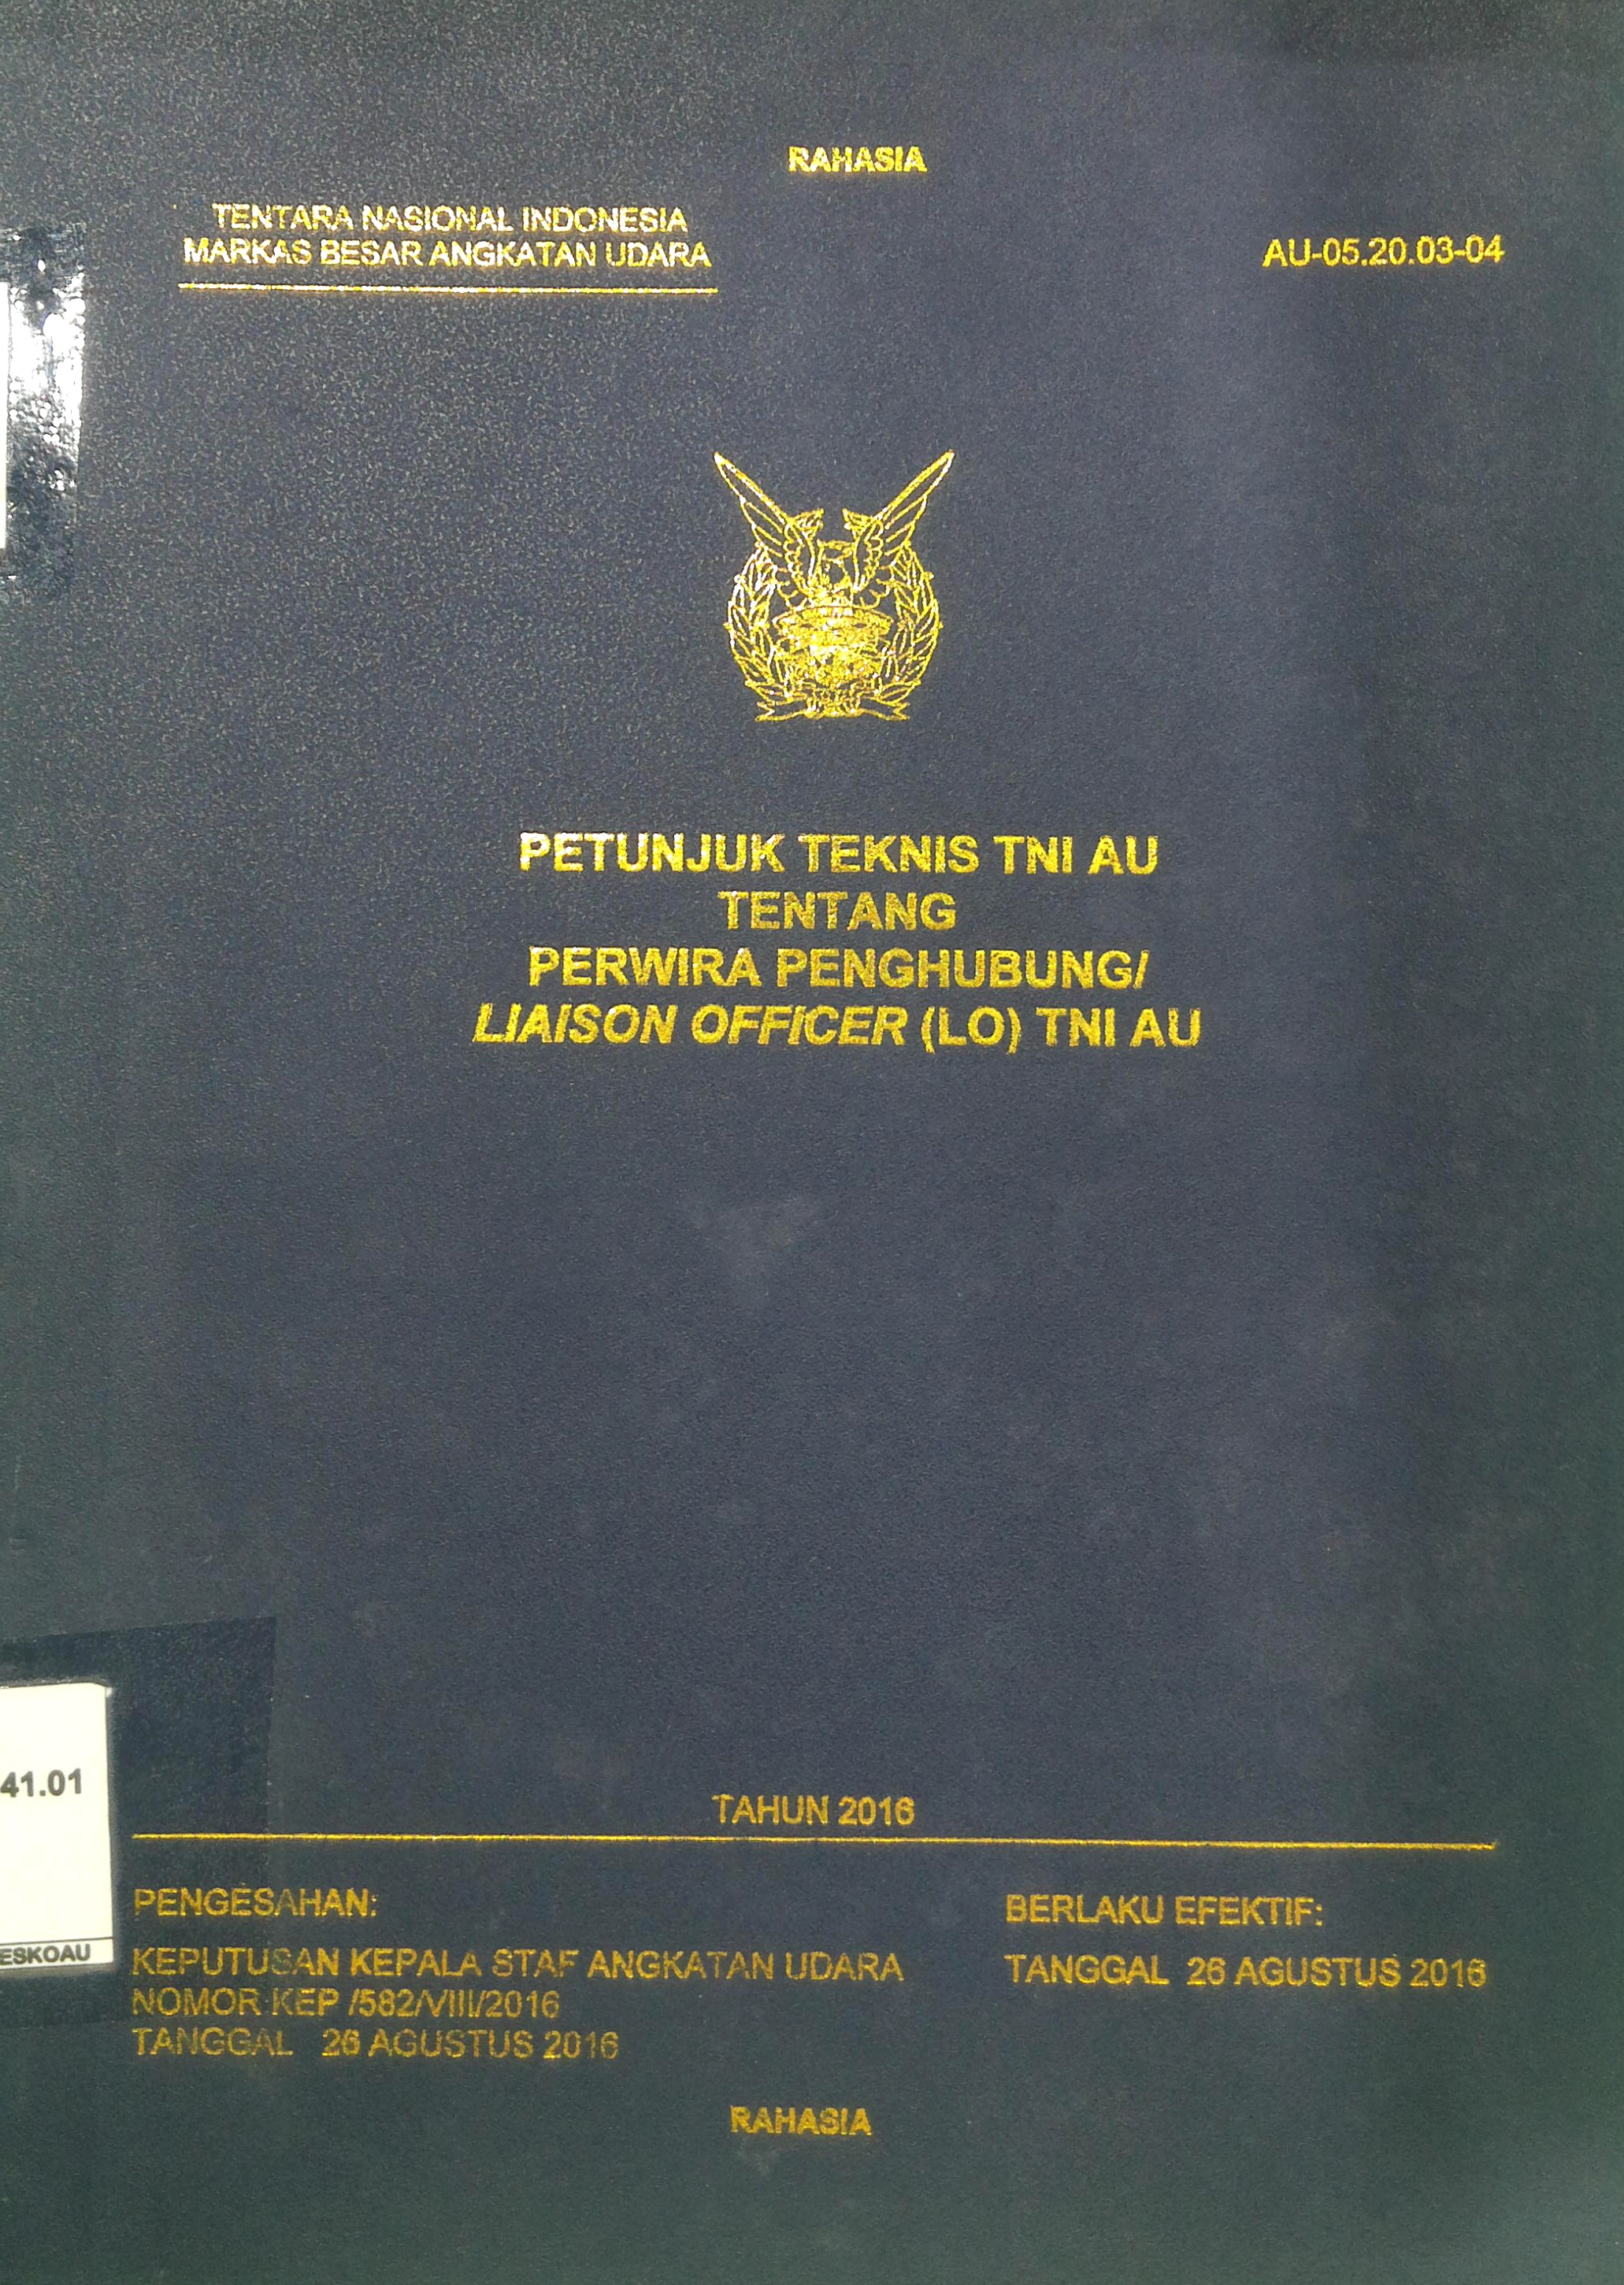 RAHASIA
TENTARA NASIONAL INDONESIA
MARKAS BESAR ANGKATAN UDARA
AU-05.20.03-04
PETUNJUK TEKNIS TNI AU
TENTANG
PERWIRA PENGHUBUNG/
LIAISON OFFICER (LO) TNI AU
41.01
ESKOAU
TAHUN 2016
PENGESAHAN:
KEPUTUSAN KEPALA STAF ANGKATAN UDARA
NOMOR KEP /582/VIII/2016
TANGGAL 26 AGUSTUS 2016
BERLAKU EFEKTIF:
TANGGAL 26 AGUSTUS 2016
RAHASIA